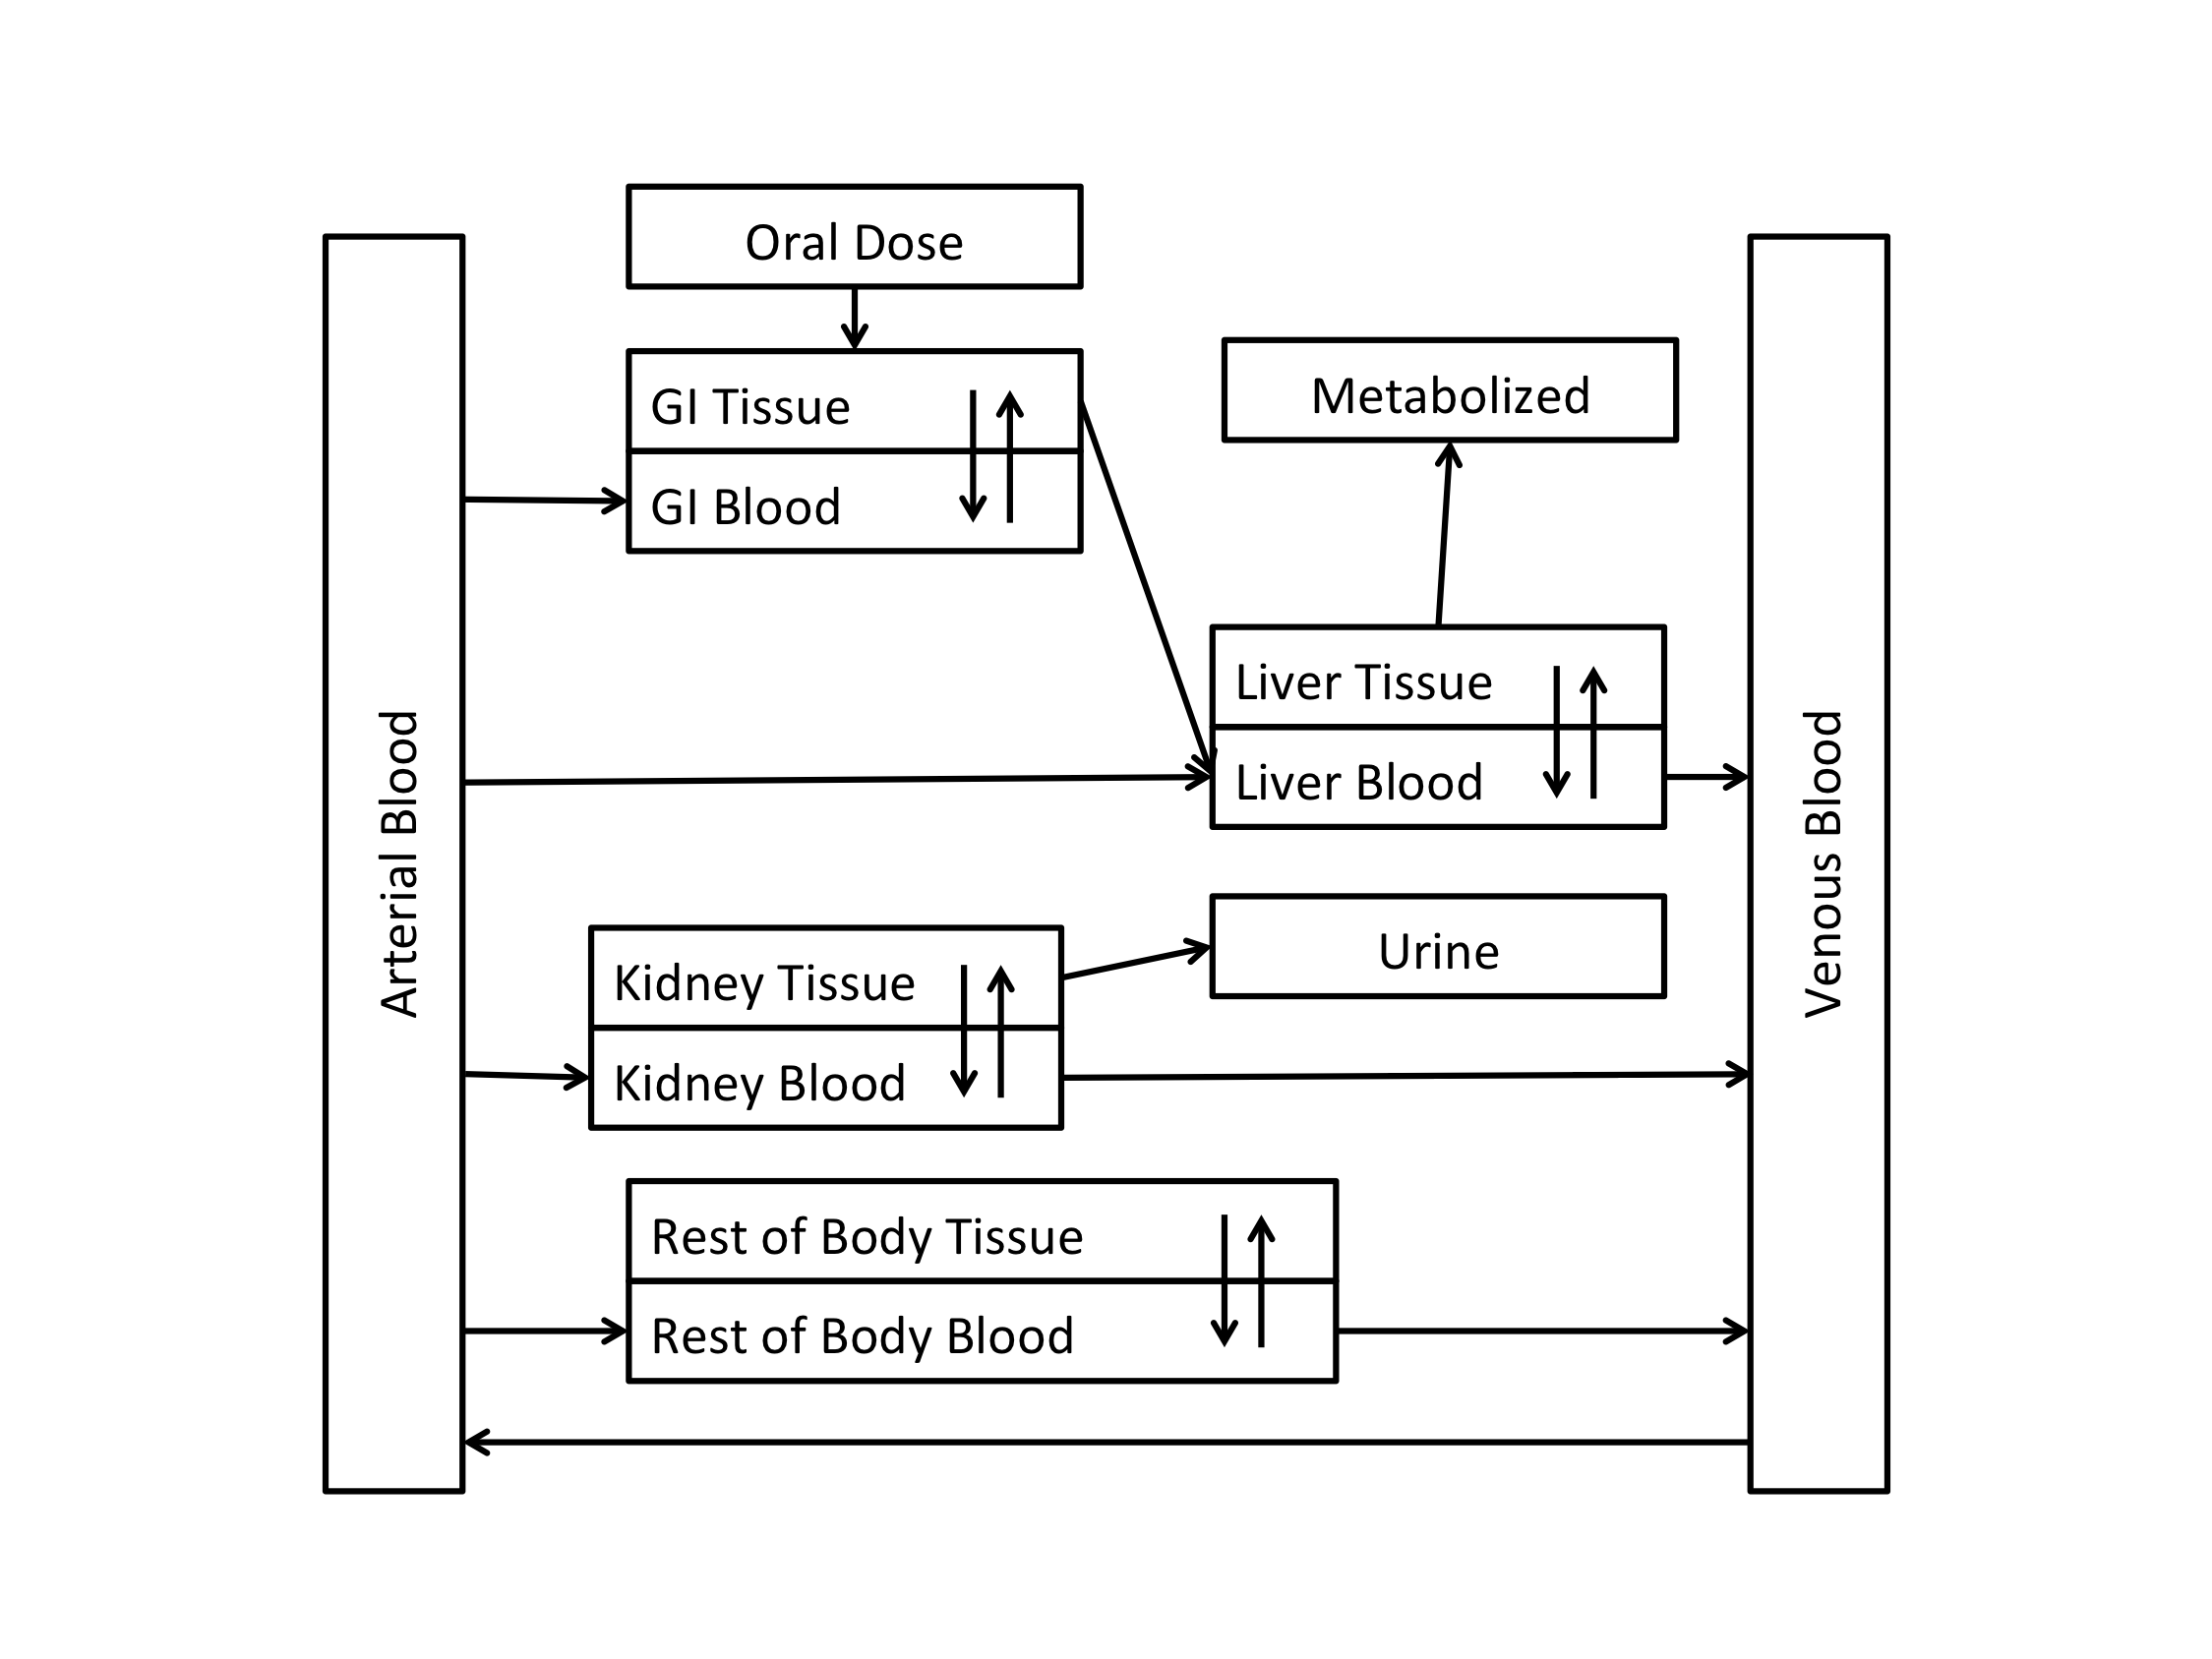 Oral Dose
GI Tissue
GI Blood
Metabolized
Liver Tissue
Liver Blood
Arterial Blood
Venous Blood
Urine
Kidney Tissue
Kidney Blood
Rest of Body Tissue
Rest of Body Blood